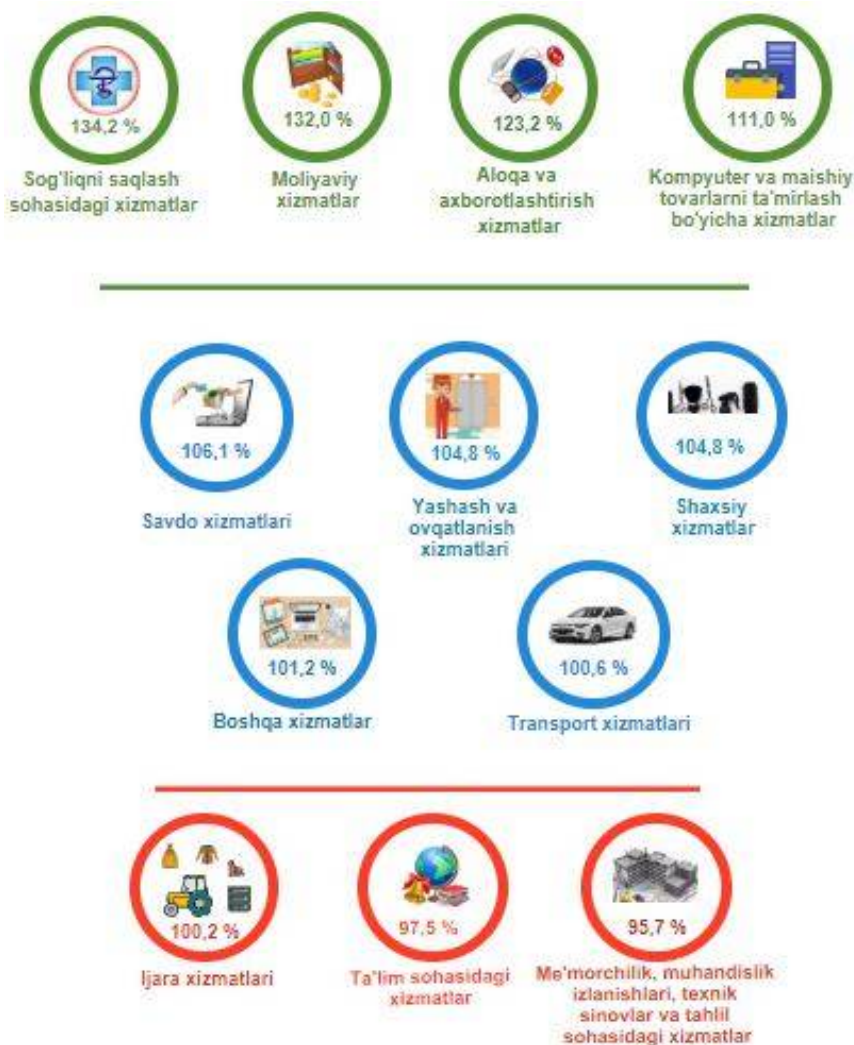 134,2 %
Sog'liqni saqlash
sohasidagi xizmatlar
132,0 %
Moliyaviy
xizmatlar
123,2 %
Aloqa va
axborotlashtirish
xizmatlar
111,0 %
Kompyuter va maishiy
tovarlarni ta'mirlash
bo'yicha xizmatlar
106,1 %
Savdo xizmatlari
104,8 %
Yashash va
ovqatlanish
xizmatlari
104,8 %
Shaxsiy
xizmatlar
101,2 %
Boshqa xizmatlar
100,6 %
Transport xizmatlari
100,2 %
Ijara xizmatlari
97,5 %
Ta'lim sohasidagi
xizmatlar
95,7 %
Me'morchilik, muhandislik
izlanishlari, texnik
sinovlar va tahlil
sohasidagi xizmatlar